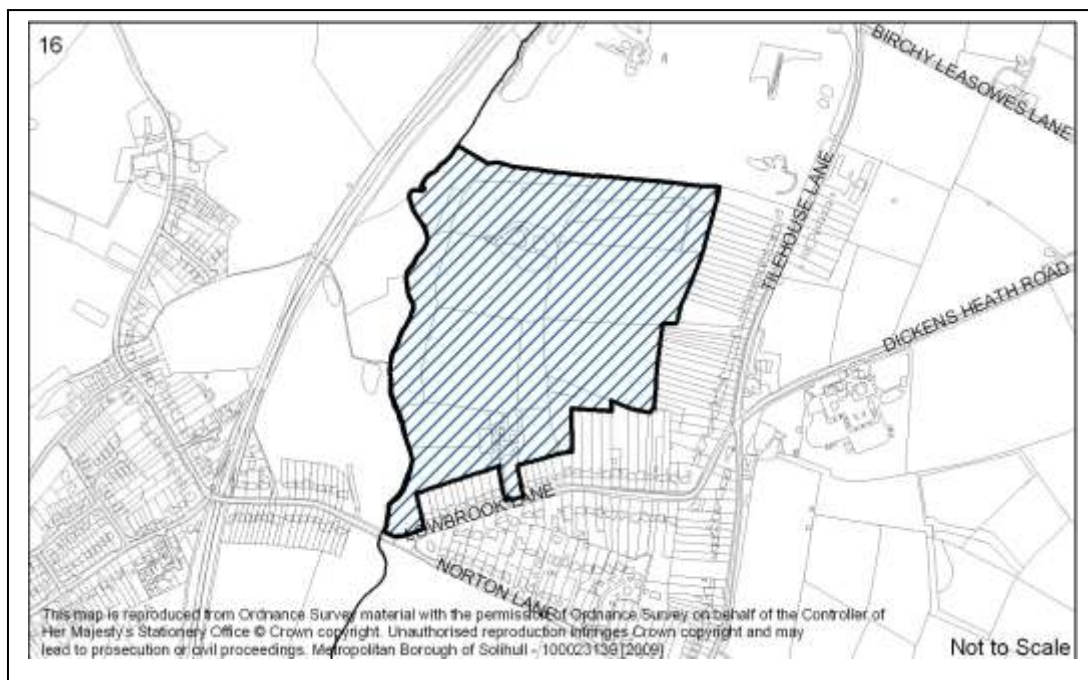 16
BIRCHY LEASOWES LANE
TILEHOUSE LANE
DICKENS HEATH ROAD
LOWBROOK LANE
NORTON LANE
This map is reproduced from Ordnance Survey material with the permission of Ordnance Survey on behalf of the Controller of
Her Majesty's Stationery Office © Crown copyright. Unauthorised reproduction infringes Crown copyright and may
lead to prosecution or civil proceedings. Metropolitan Borough of Solihull - 100023139 [2009]
Not to Scale